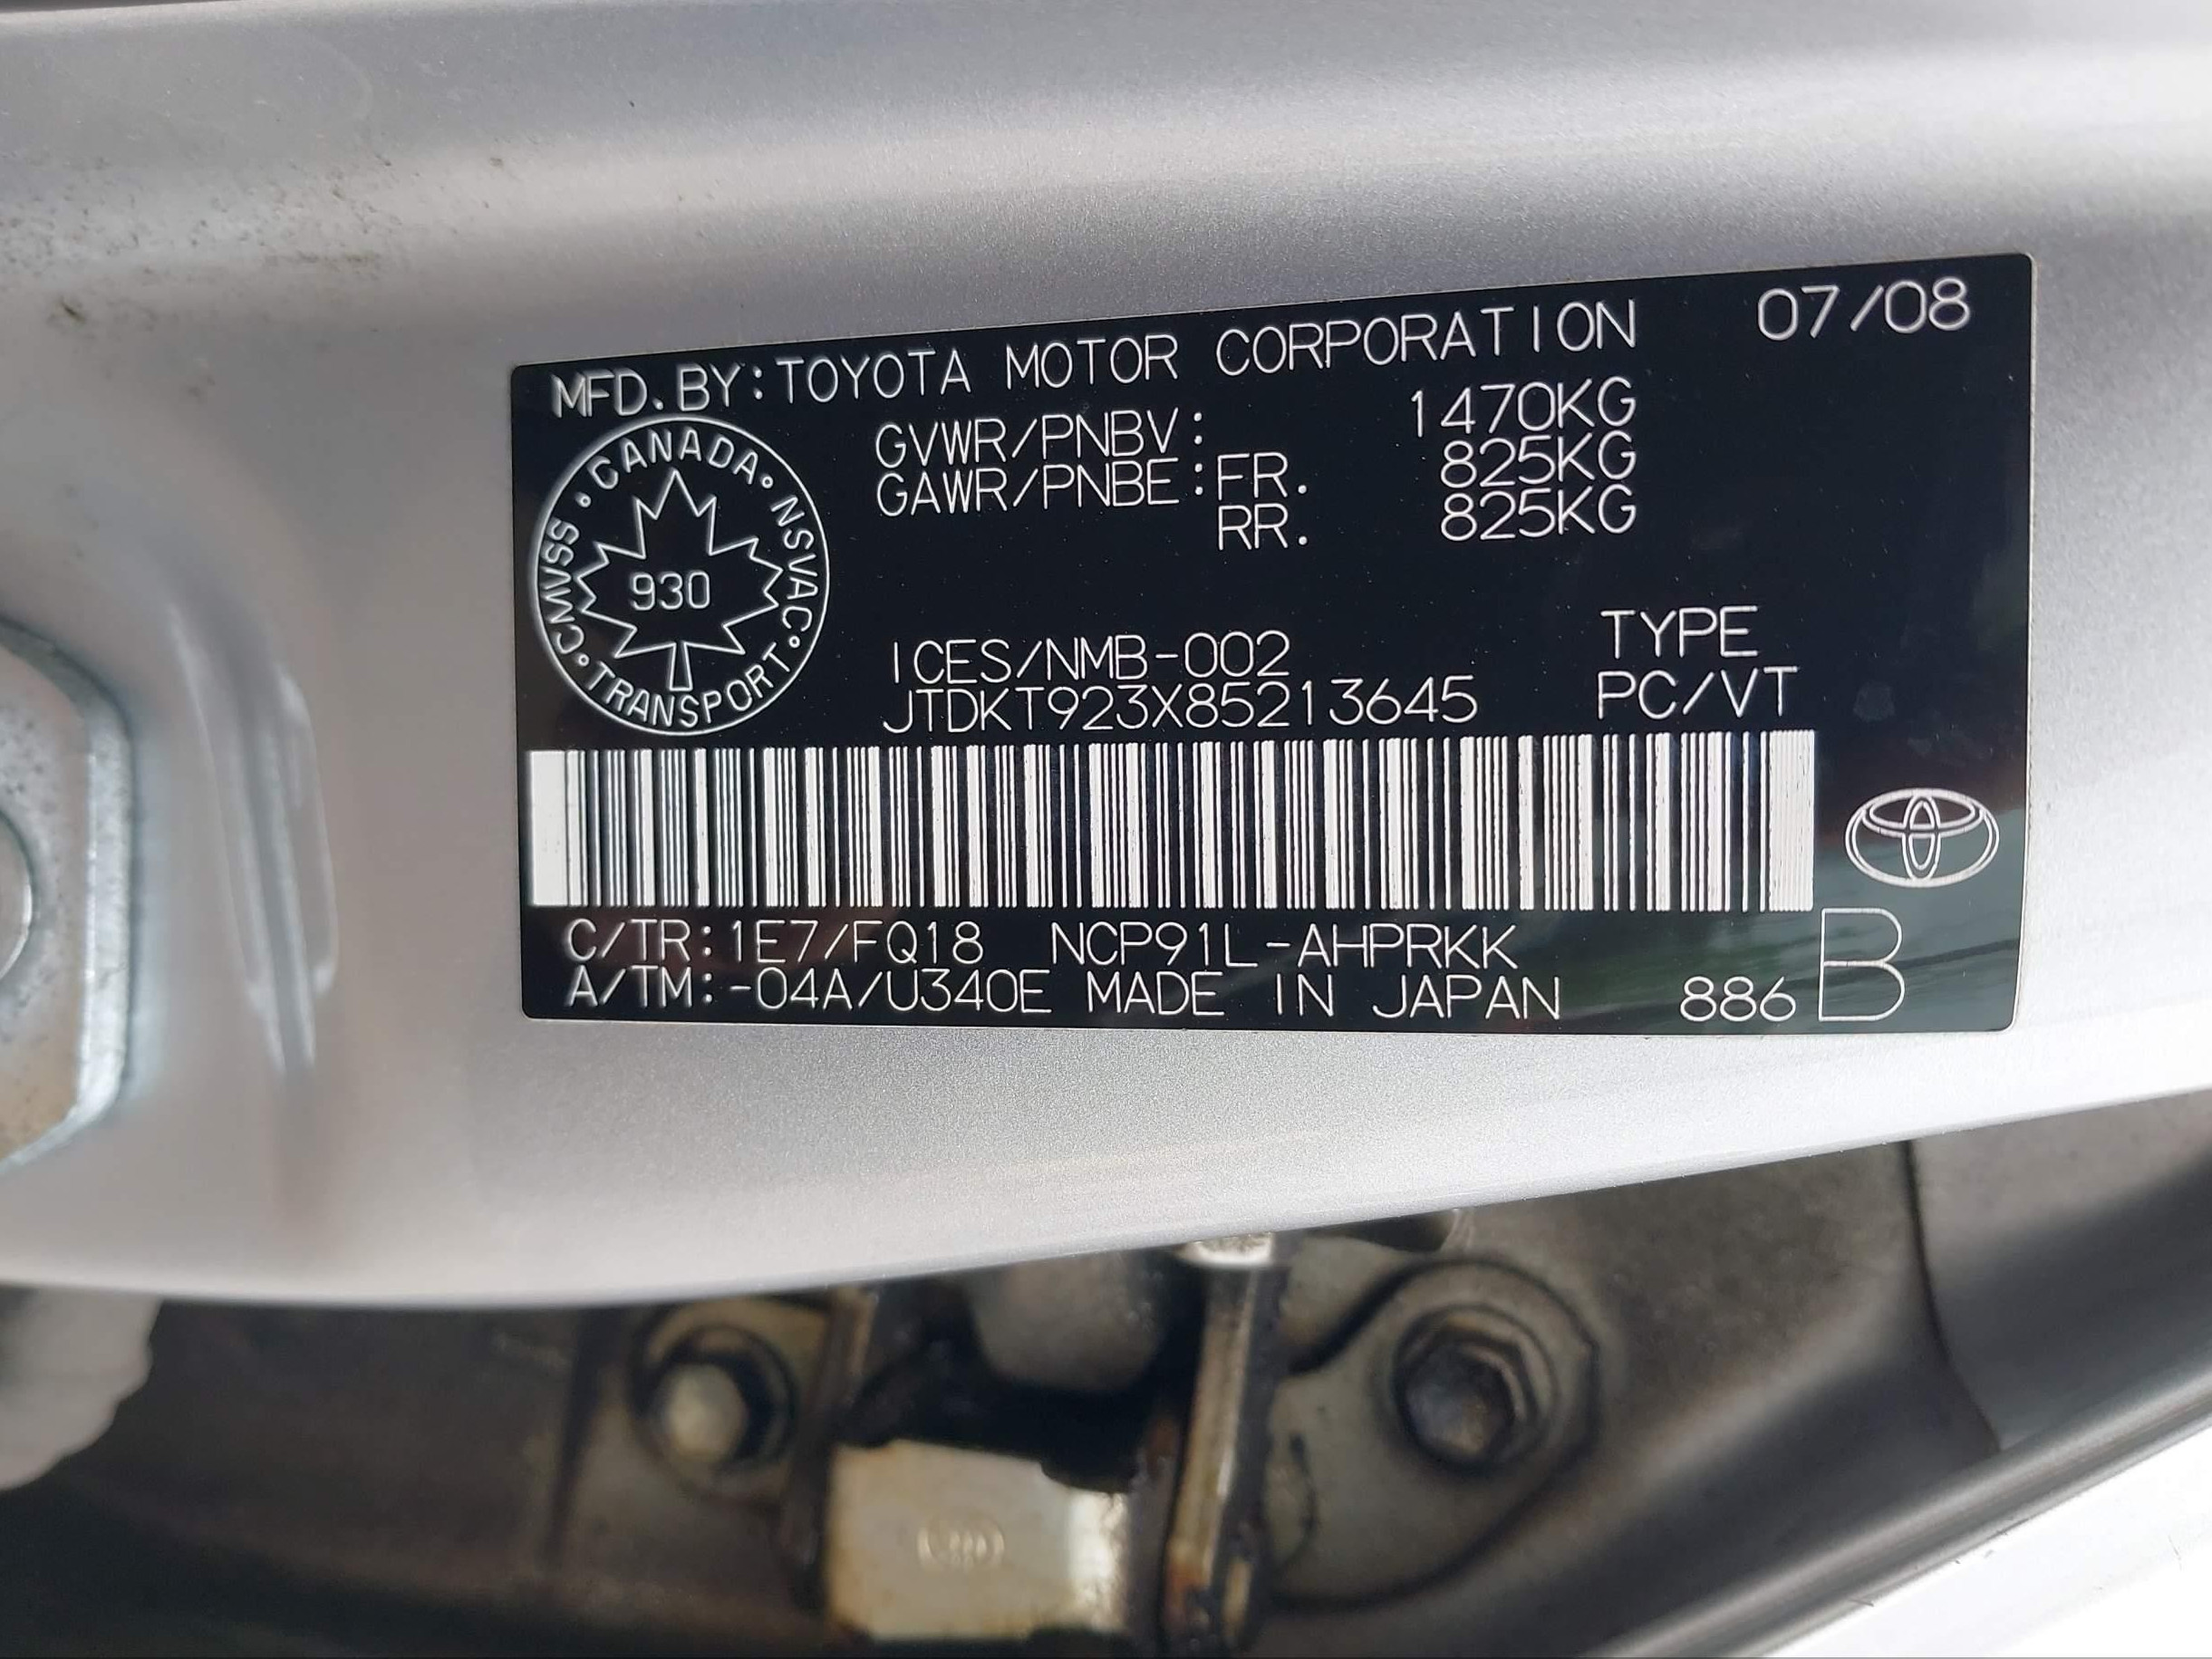 MFD.BY:TOYOTA MOTOR CORPORATION 07/08
GVWR/PNBV: 1470KG
GAWR/PNBE:FR. 825KG
RR. 825KG
CANADA · NSVAC · TRANSPORT · CMVSS
930
ICES/NMB-002
JTDKT923X85213645
TYPE
PC/VT
C/TR:1E7/FQ18 NCP91L-AHPRKK
A/TM:-04A/U340E MADE IN JAPAN
886 B